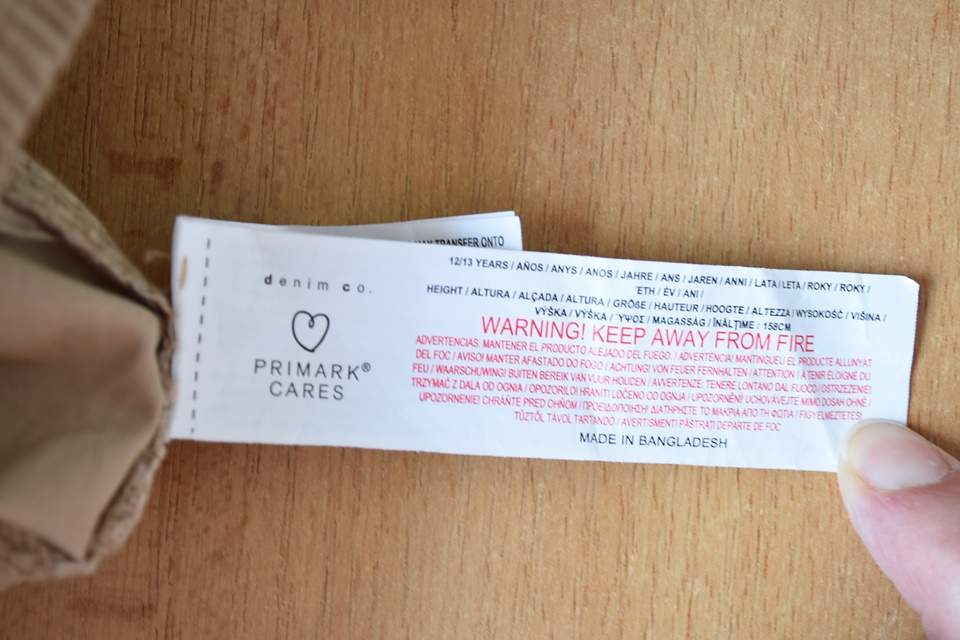 denim co.
PRIMARK®
CARES
TRANSFER ONTO
12/13 YEARS / AÑOS / ANYS / ANOS / JAHRE / ANS / JAREN / ANNI / LATA / LETA / ROKY / ROKY /
ΈΤΗ / ÉV / ANI /
HEIGHT / ALTURA / ALÇADA / ALTURA / GRÖßE / HAUTEUR / HOOGTE / ALTEZZA / WYSOKOŚĆ / VIŠINA /
VÝŠKA / VÝŠKA / ΎΨΟΣ / MAGASSÁG / ÎNĂLŢIME : 158CM
WARNING! KEEP AWAY FROM FIRE
ADVERTENCIAS. MANTENER EL PRODUCTO ALEJADO DEL FUEGO. / ADVERTÈNCIA! MANTINGUEU EL PRODUCTE ALLUNYAT
DEL FOC / AVISO! MANTER AFASTADO DO FOGO / ACHTUNG! VON FEUER FERNHALTEN / ATTENTION ! À TENIR ÉLOIGNÉ DU
FEU / WAARSCHUWING! BUITEN BEREIK VAN VUUR HOUDEN / AVVERTENZE: TENERE LONTANO DAL FUOCO / OSTRZEŻENIE!
TRZYMAĆ Z DALA OD OGNIA / OPOZORILO! HRANITI LOČENO OD OGNJA / UPOZORNĚNÍ! UCHOVÁVEJTE MIMO DOSAH OHNĚ /
UPOZORNENIE! CHRÁŇTE PRED OHŇOM / ΠΡΟΕΙΔΟΠΟΙΗΣΗ! ΔΙΑΤΗΡΗΣΤΕ ΤΟ ΜΑΚΡΙΑ ΑΠΟ ΤΗ ΦΩΤΙΑ / FIGYELMEZTETÉS!
TŰZTŐL TÁVOL TARTANDÓ / AVERTISMENT! PĂSTRAȚI DEPARTE DE FOC
MADE IN BANGLADESH